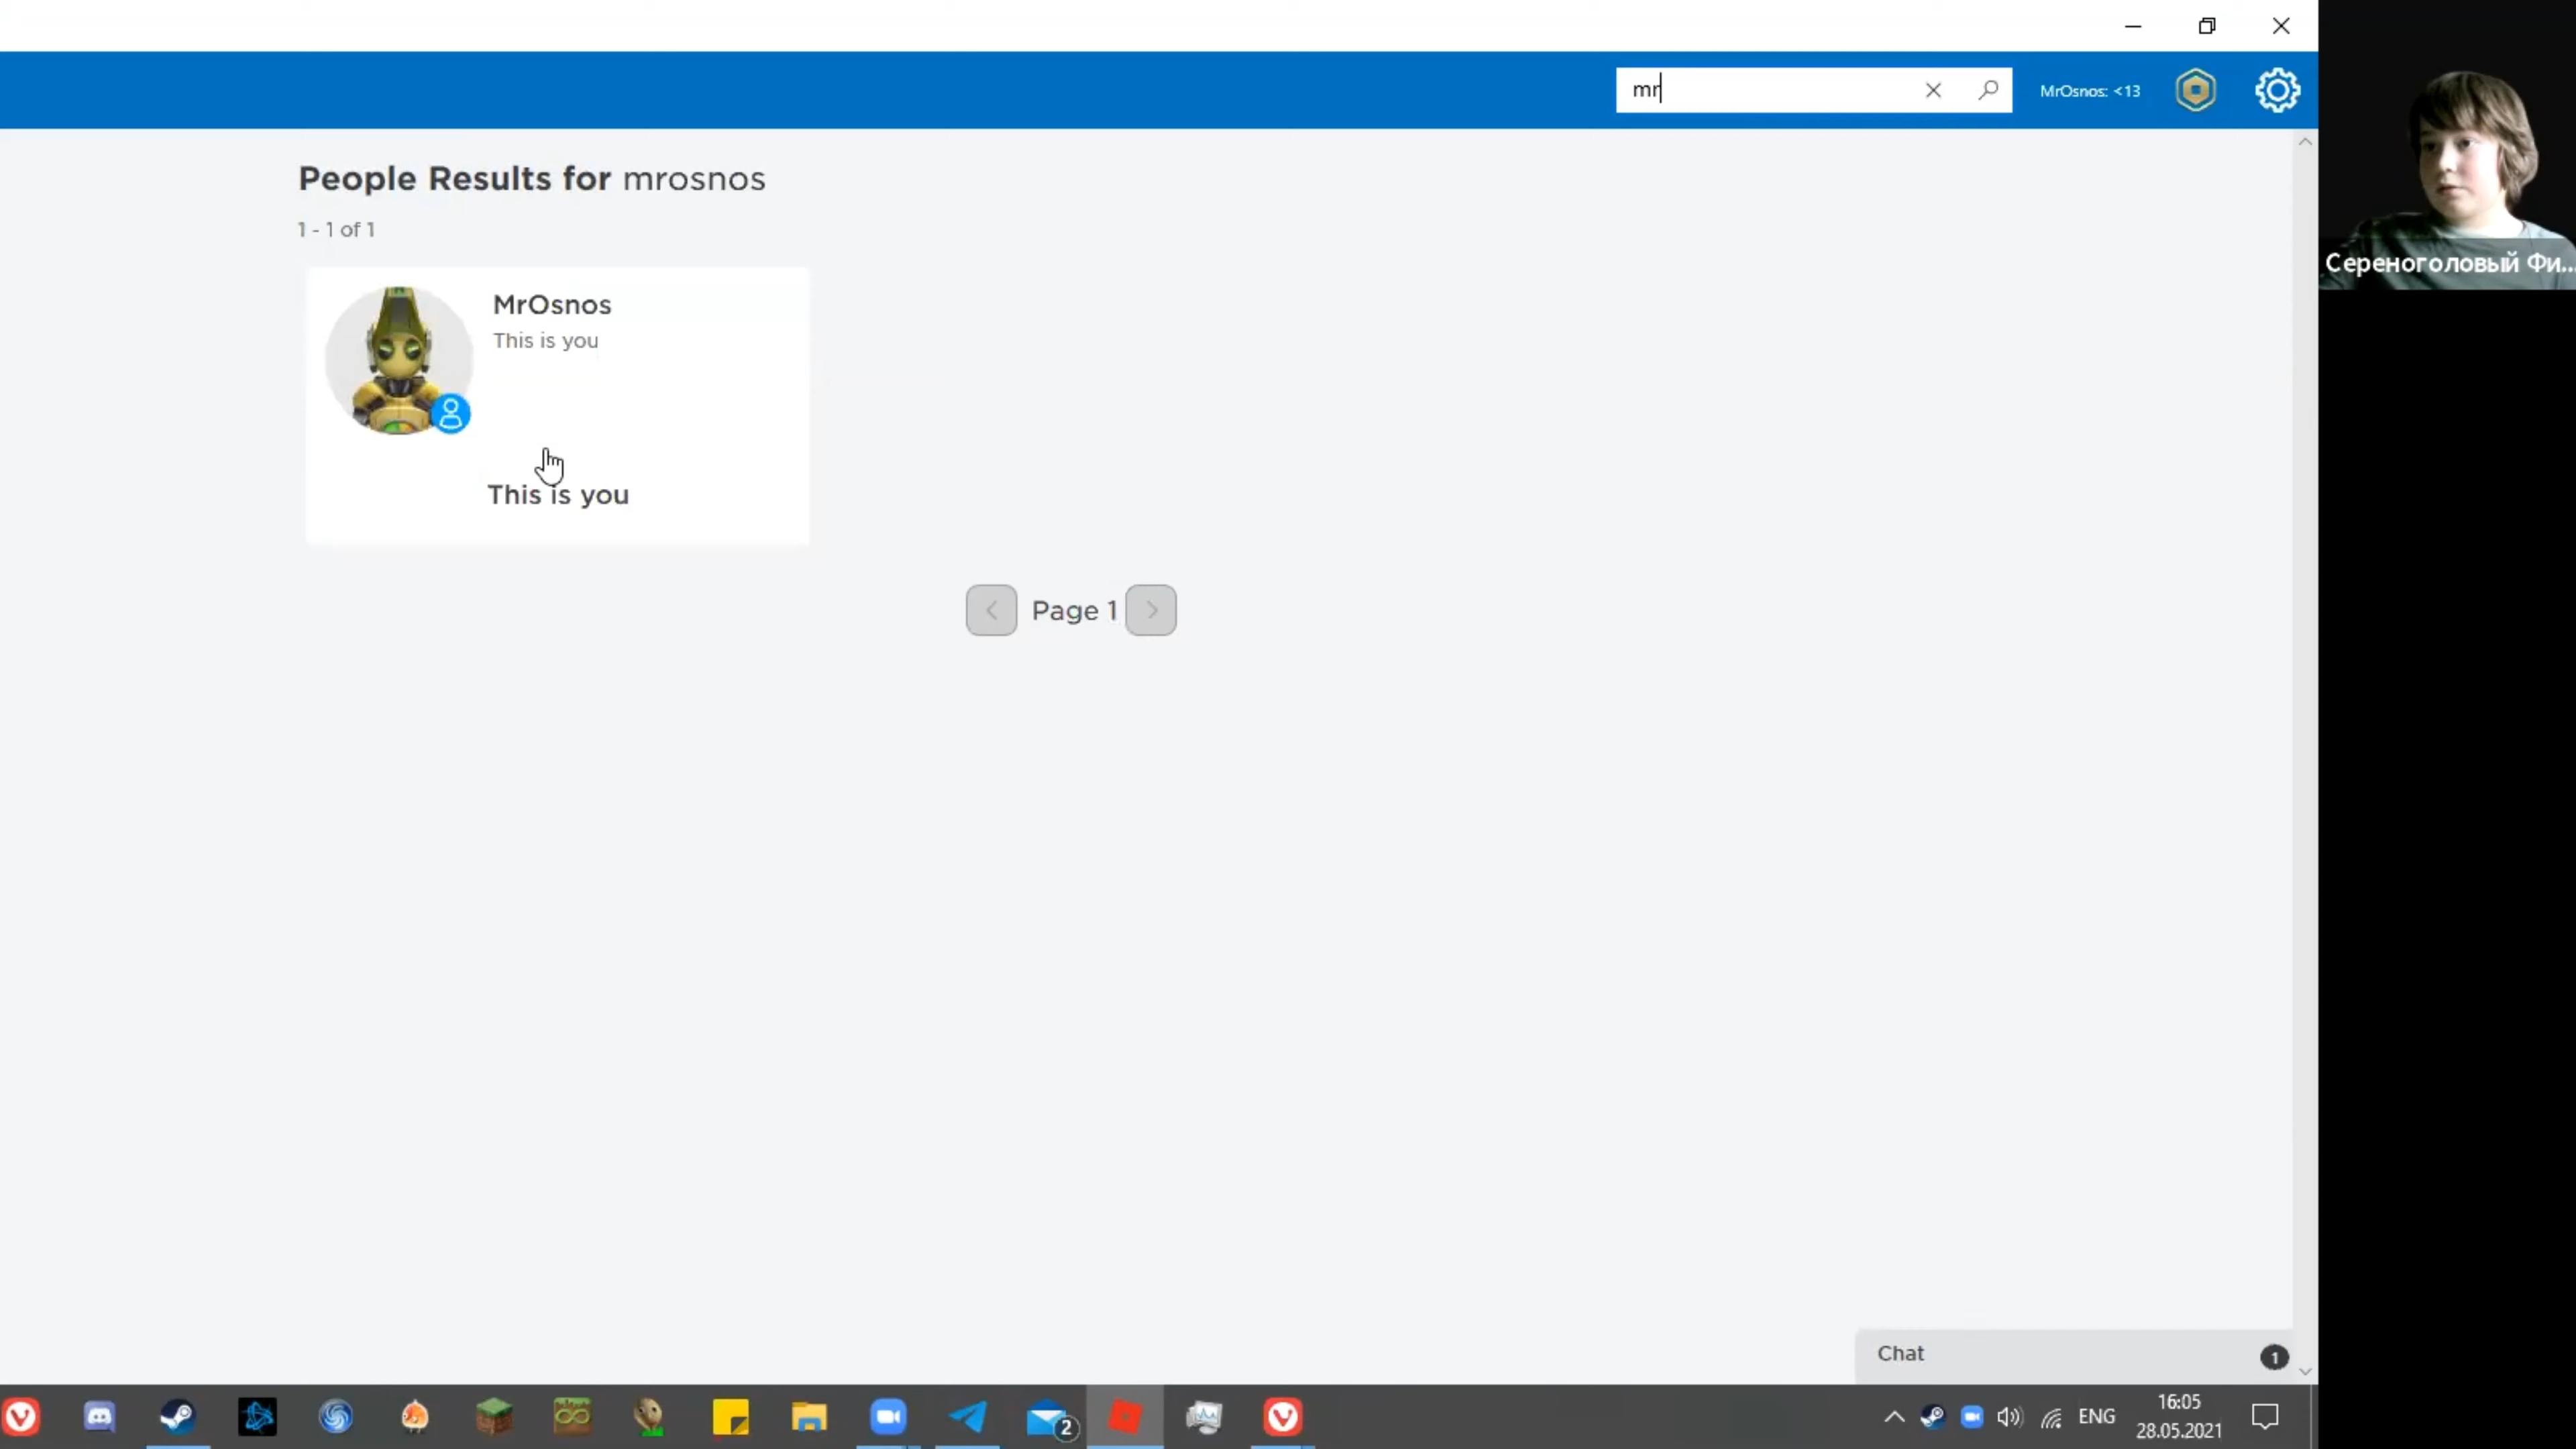 mr
MrOsnos: <13
People Results for mrosnos
1 - 1 of 1
MrOsnos
This is you
This is you
Page 1
Сереноголовый Фи...
Chat
1
2
ENG
16:05
28.05.2021